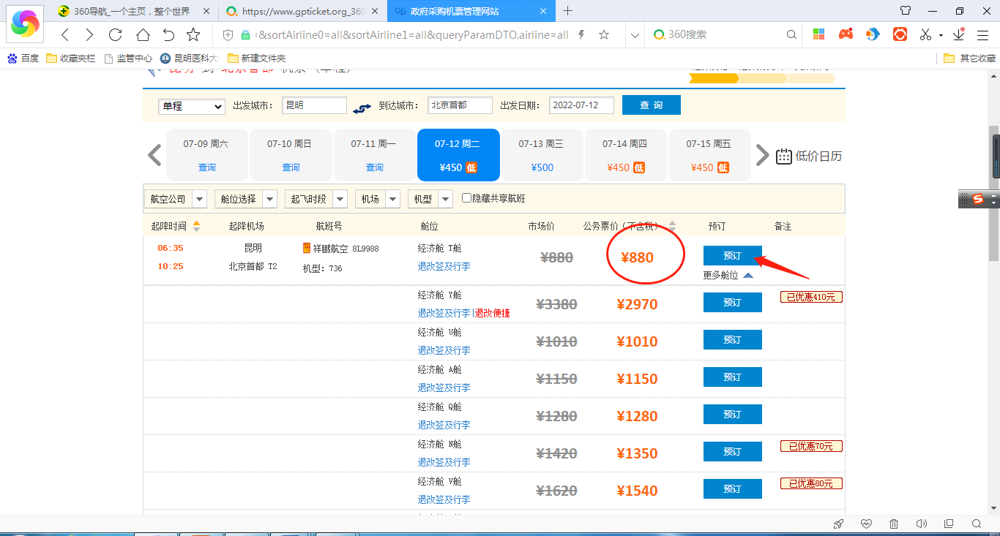 360导航_一个主页，整个世界
https://www.gpticket.org_360
政府采购机票管理网站
:&sortAirline0=all&sortAirline1=all&queryParamDTO.airline=all
360搜索
百度 收藏夹栏 监管中心 昆明医科大 新建文件夹 其它收藏
单程 出发城市： 昆明 到达城市： 北京首都 出发日期： 2022-07-12 查 询
07-09 周六 07-10 周日 07-11 周一 07-12 周二 07-13 周三 07-14 周四 07-15 周五
查询 查询 查询 ¥450 低 ¥500 ¥450 低 ¥450 低
低价日历
航空公司 舱位选择 起飞时段 机场 机型 隐藏共享航班
起降时间 起降机场 航班号 舱位 市场价 公务票价（不含税） 预订 备注
06:35 昆明 祥鹏航空 8L9988 经济舱 T舱 ¥880 ¥880 预订
10:25 北京首都 T2 机型：736 退改签及行李 更多舱位
经济舱 Y舱 ¥3380 ¥2970 预订 已优惠410元
退改签及行李|退改便捷
经济舱 U舱 ¥1010 ¥1010 预订
退改签及行李
经济舱 A舱 ¥1150 ¥1150 预订
退改签及行李
经济舱 Q舱 ¥1280 ¥1280 预订
退改签及行李
经济舱 N舱 ¥1420 ¥1350 预订 已优惠70元
退改签及行李
经济舱 V舱 ¥1620 ¥1540 预订 已优惠80元
退改签及行李